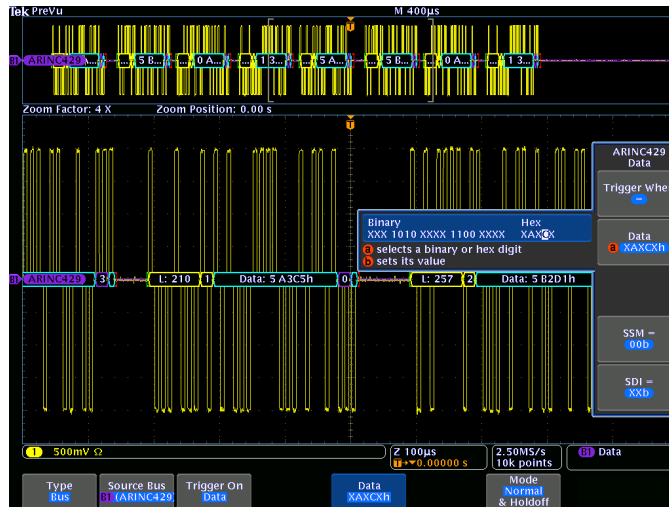 Tek PreVu M 400µs
B1 ARINC429 ... ... 5 B... ... 0 A... ... 1 3... ... 5 A... ... 5 B... ... 0 A... ... 1 3...
Zoom Factor: 4 X Zoom Position: 0.00 s
ARINC429
Data
Trigger When
=
Binary Hex
XXX 1010 XXXX 1100 XXXX XAXCX
a selects a binary or hex digit
b sets its value
Data
a XAXCXh
B1 ARINC429 3 L: 210 1 Data: 5 A3C5h 0 L: 257 2 Data: 5 B2D1h
SSM =
00b
SDI =
XXb
1 500mV Ω Z 100µs 2.50MS/s B1 Data
T→▼0.00000 s 10k points
Type Source Bus Trigger On Data Mode
Bus B1 (ARINC429) Data XAXCXh Normal
& Holdoff